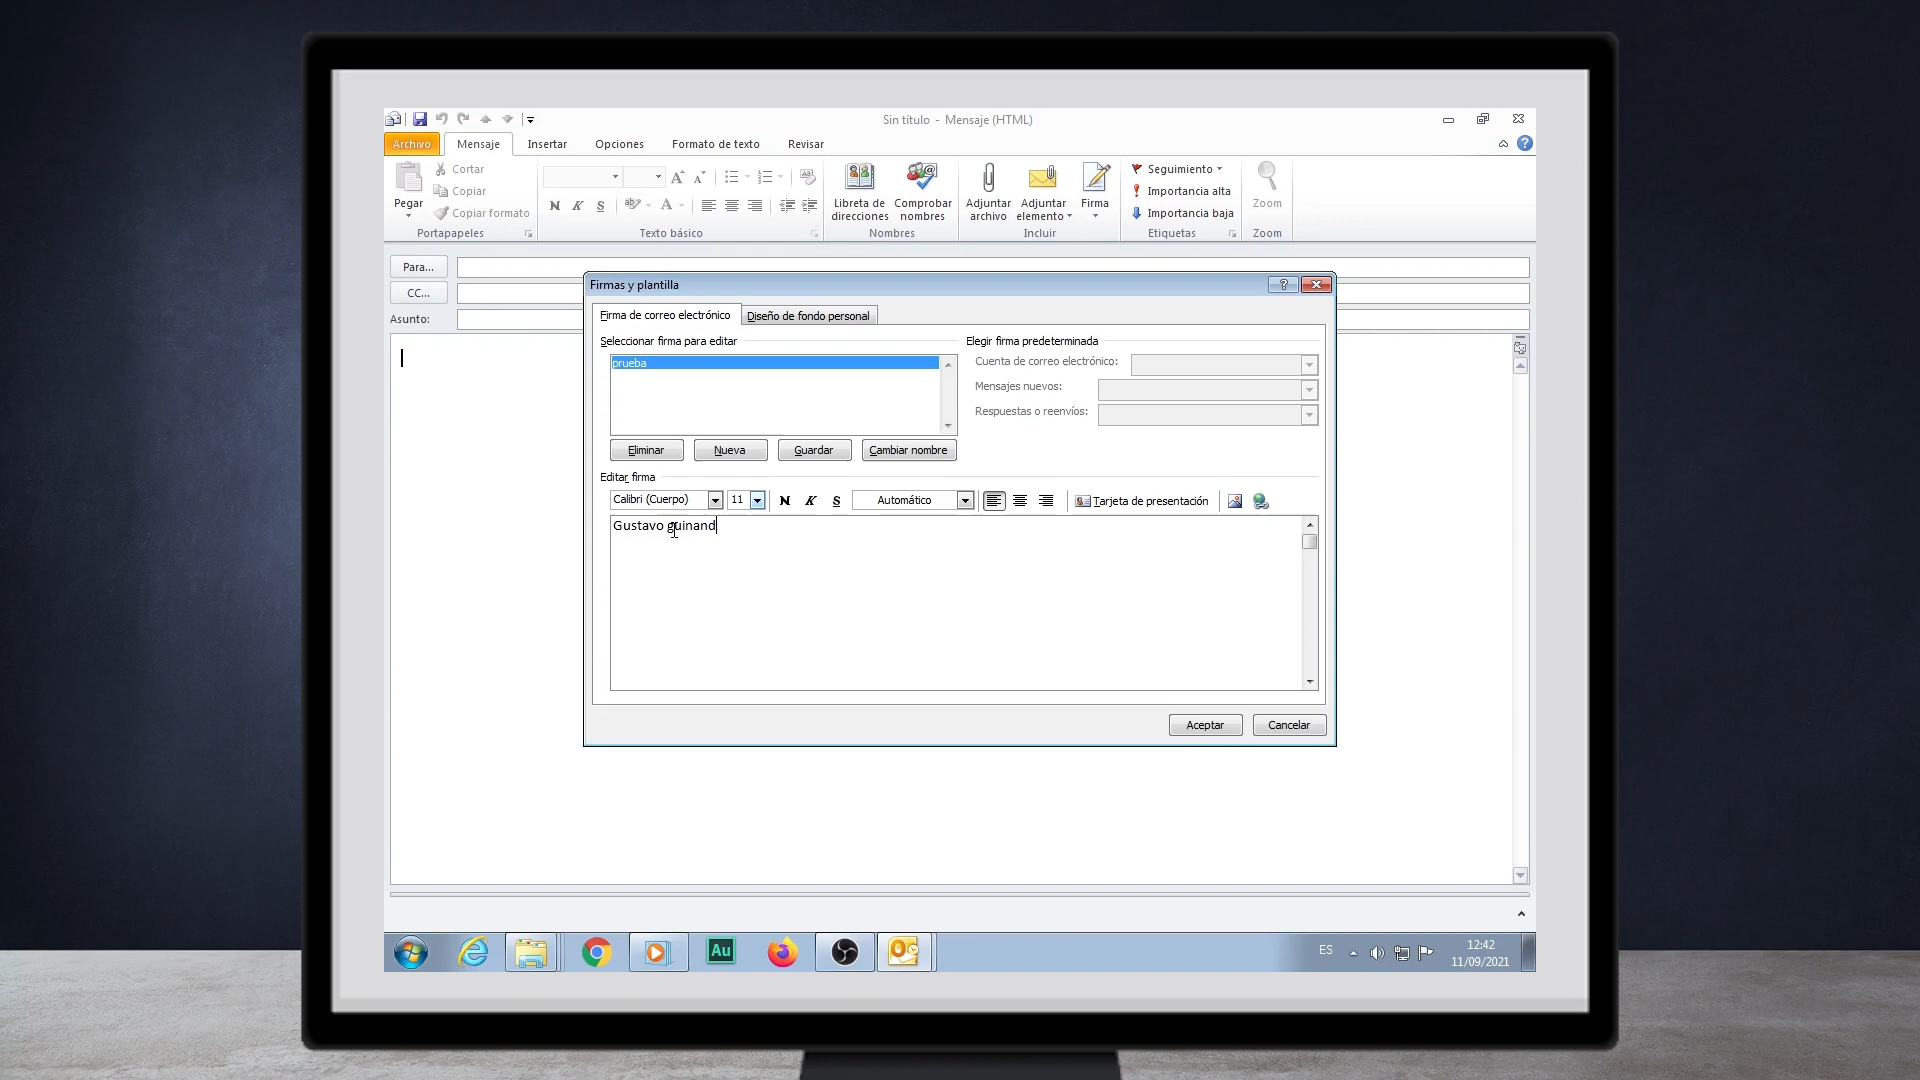 Sin título - Mensaje (HTML)
Archivo
Mensaje
Insertar
Opciones
Formato de texto
Revisar
Pegar
Cortar
Copiar
Copiar formato
Portapapeles
N K S
Texto básico
Libreta de direcciones
Comprobar nombres
Nombres
Adjuntar archivo
Adjuntar elemento
Firma
Incluir
Seguimiento
Importancia alta
Importancia baja
Etiquetas
Zoom
Zoom
Para...
CC...
Asunto:
Firmas y plantilla
Firma de correo electrónico
Diseño de fondo personal
Seleccionar firma para editar
prueba
Eliminar
Nueva
Guardar
Cambiar nombre
Elegir firma predeterminada
Cuenta de correo electrónico:
Mensajes nuevos:
Respuestas o reenvíos:
Editar firma
Calibri (Cuerpo)
11
N K S
Automático
Tarjeta de presentación
Gustavo guinand
Aceptar
Cancelar
Au
ES
12:42
11/09/2021